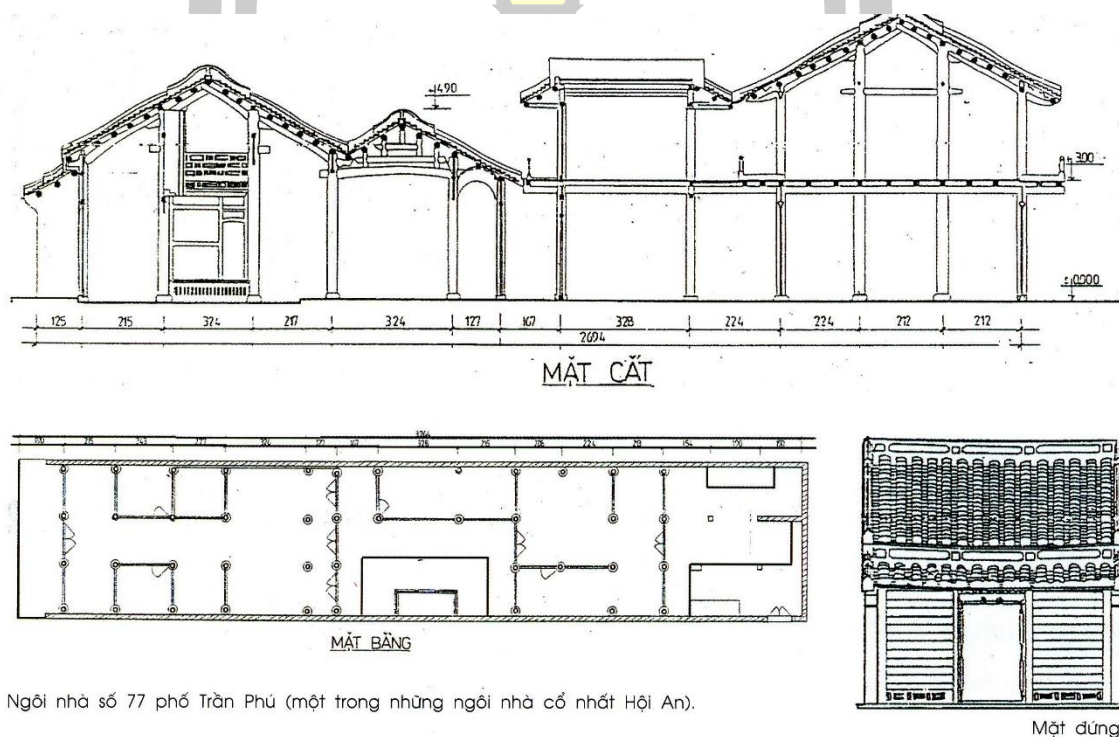 +490
300
±0000
125 215 324 217 324 127 167 328 224 224 212 212
2694
MẶT CẮT
MẶT BẰNG
Ngôi nhà số 77 phố Trần Phú (một trong những ngôi nhà cổ nhất Hội An).
Mặt đứng